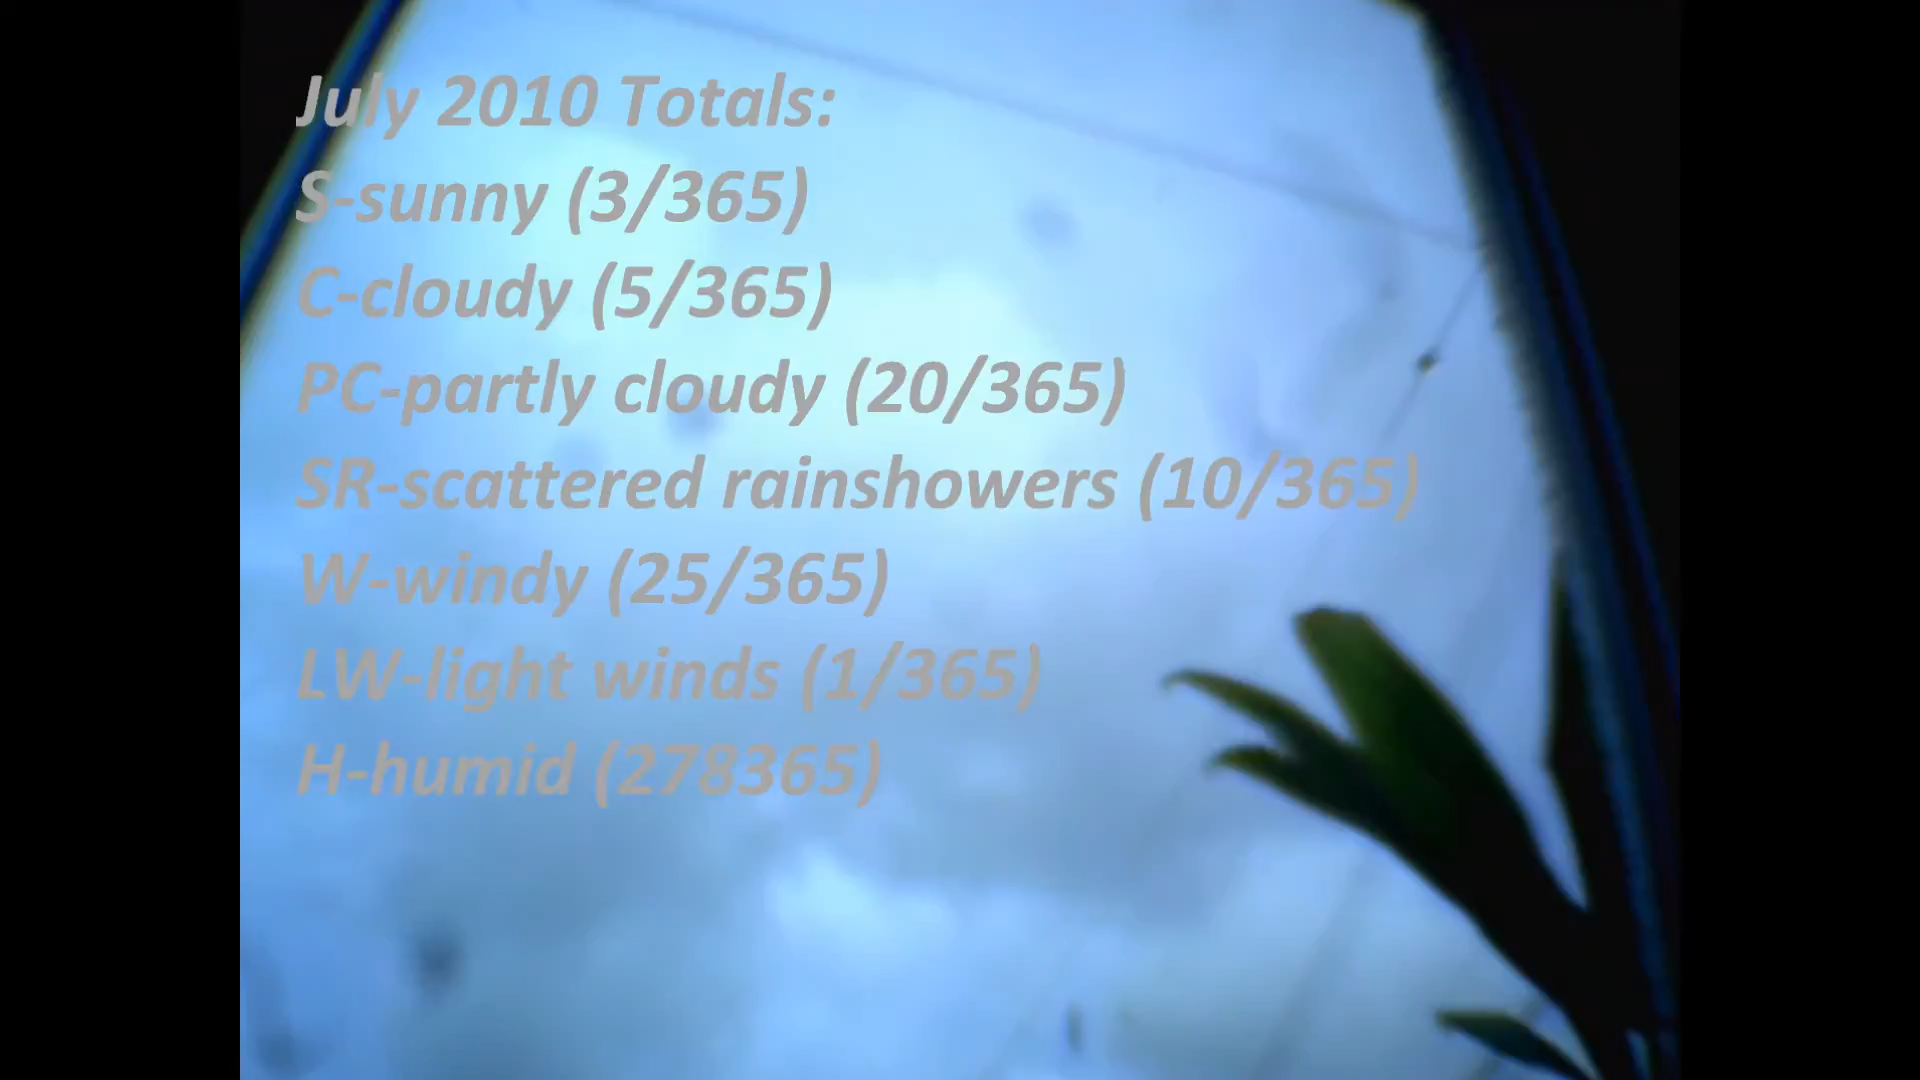 July 2010 Totals:
S-sunny (3/365)
C-cloudy (5/365)
PC-partly cloudy (20/365)
SR-scattered rainshowers (10/365)
W-windy (25/365)
LW-light winds (1/365)
H-humid (278365)